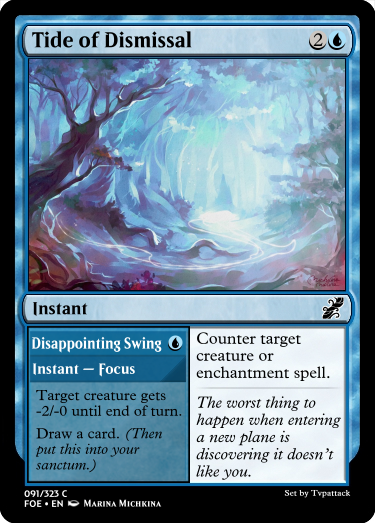 Tide of Dismissal 2
Instant
Disappointing Swing
Instant — Focus
Target creature gets
-2/-0 until end of turn.
Draw a card. (Then
put this into your
sanctum.)
Counter target
creature or
enchantment spell.
The worst thing to
happen when entering
a new plane is
discovering it doesn't
like you.
091/323 C
FOE • EN Marina Michkina
Set by Tvpattack